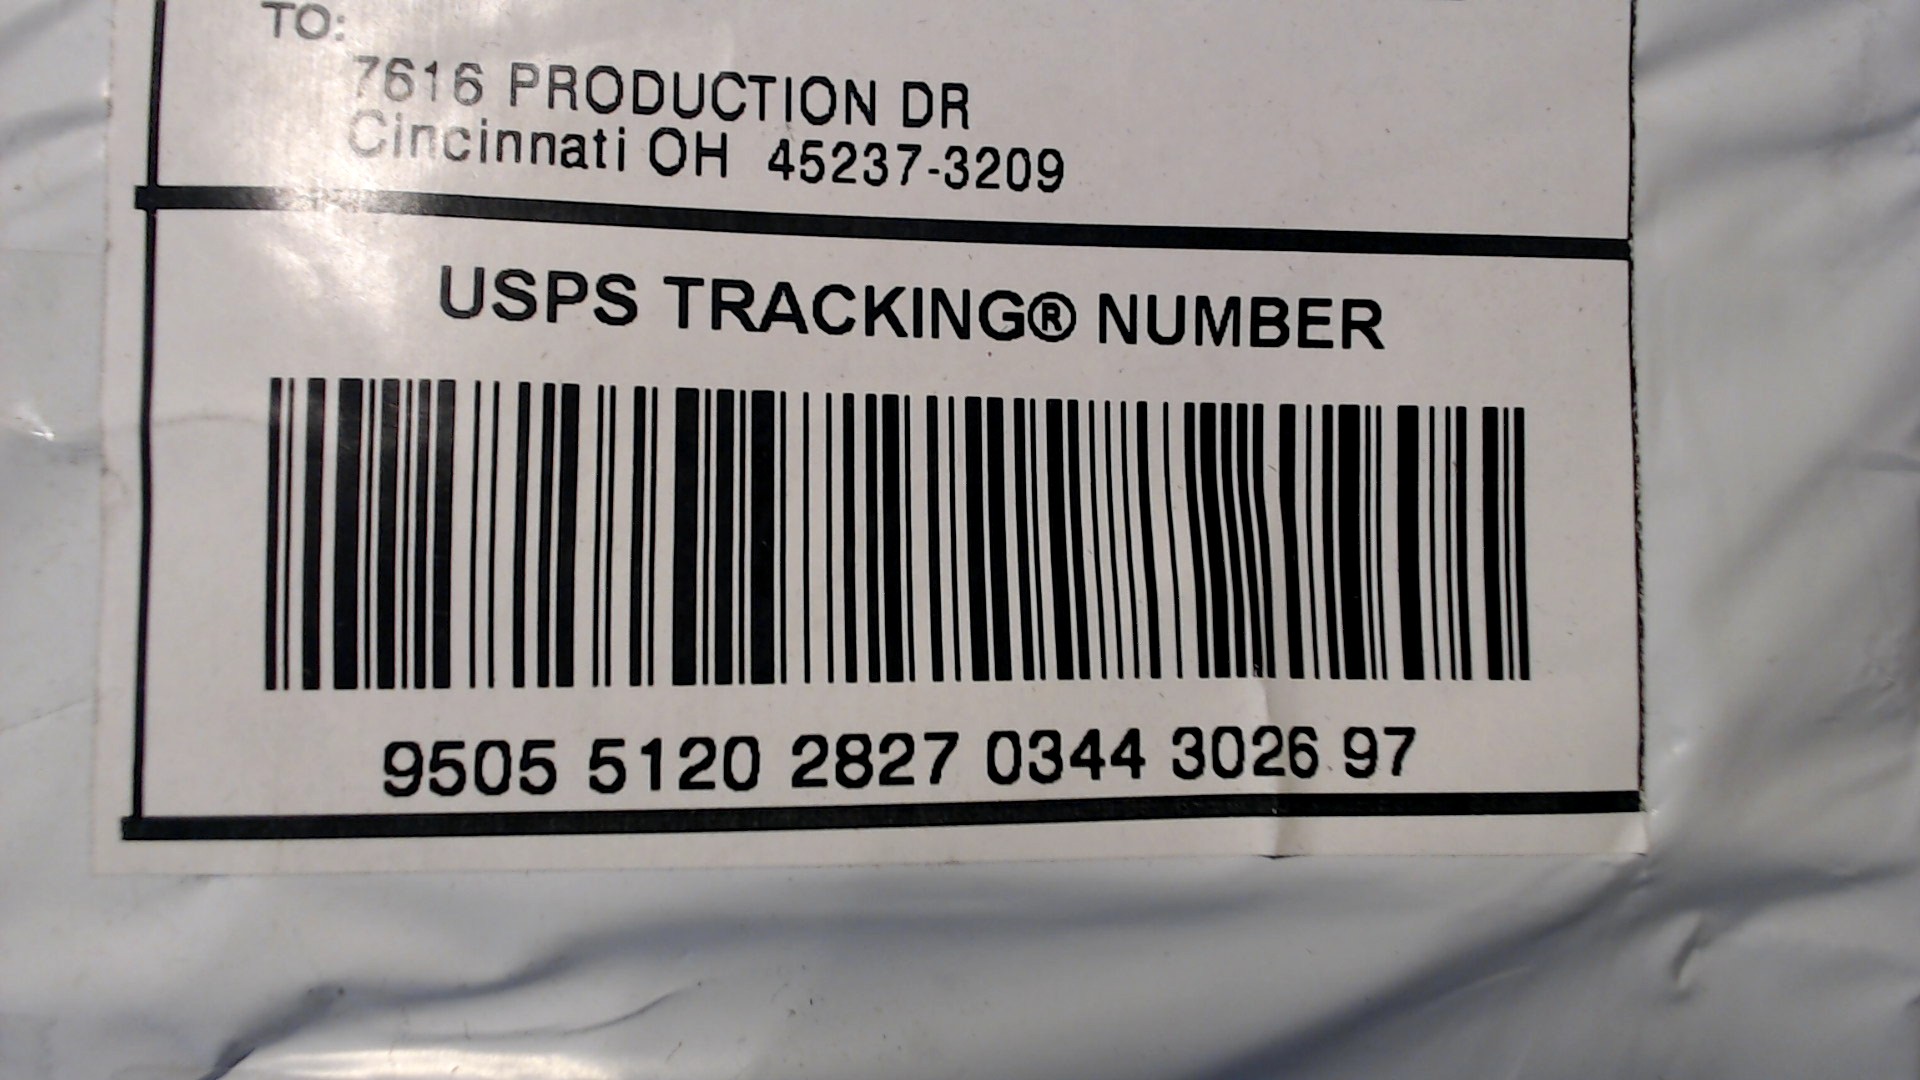 TO:
7616 PRODUCTION DR
Cincinnati OH 45237-3209
USPS TRACKING® NUMBER
9505 5120 2827 0344 3026 97